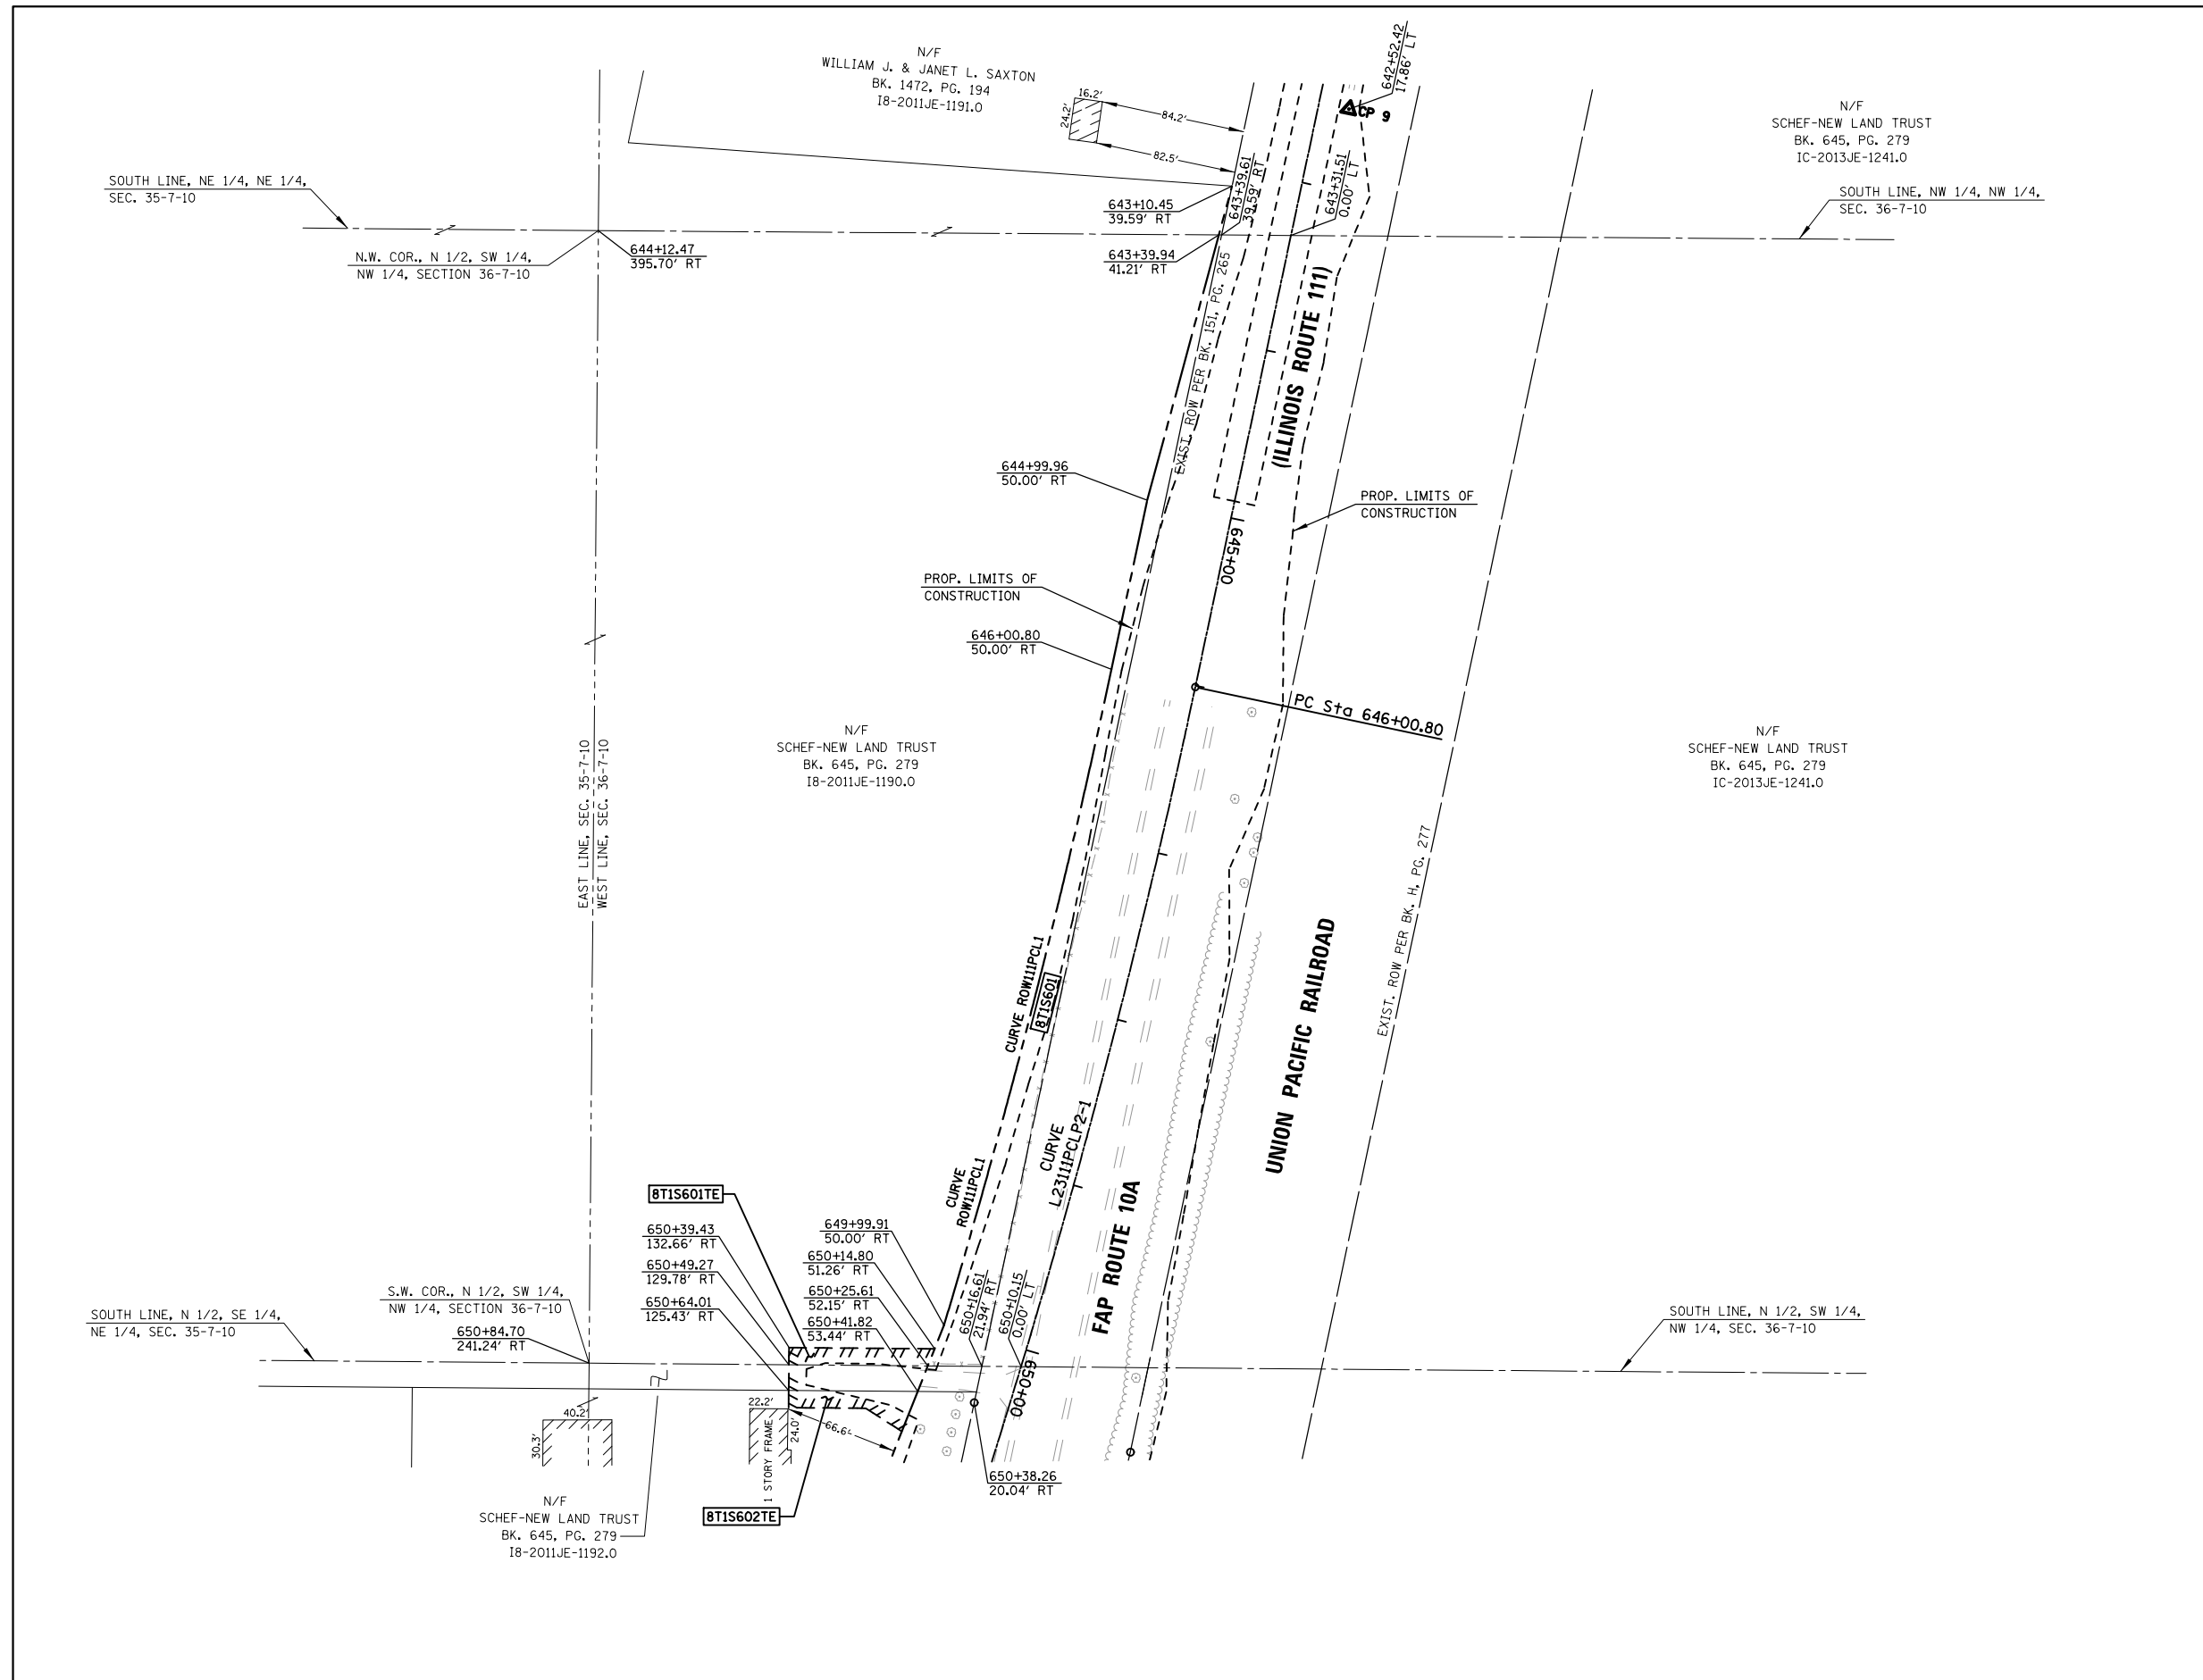 N/F
WILLIAM J. & JANET L. SAXTON
BK. 1472, PG. 194
I8-2011JE-1191.0
16.2'
24.2'
84.2'
82.5'
642+52.42
17.86' LT
CP 9
N/F
SCHEF-NEW LAND TRUST
BK. 645, PG. 279
IC-2013JE-1241.0
SOUTH LINE, NE 1/4, NE 1/4,
SEC. 35-7-10
SOUTH LINE, NW 1/4, NW 1/4,
SEC. 36-7-10
643+10.45
39.59' RT
643+39.61
39.59' RT
643+31.51
0.00' LT
N.W. COR., N 1/2, SW 1/4,
NW 1/4, SECTION 36-7-10
644+12.47
395.70' RT
643+39.94
41.21' RT
EXIST. ROW PER BK. 151, PG. 265
(ILLINOIS ROUTE 111)
644+99.96
50.00' RT
PROP. LIMITS OF
CONSTRUCTION
645+00
PROP. LIMITS OF
CONSTRUCTION
646+00.80
50.00' RT
PC Sta 646+00.80
N/F
SCHEF-NEW LAND TRUST
BK. 645, PG. 279
I8-2011JE-1190.0
N/F
SCHEF-NEW LAND TRUST
BK. 645, PG. 279
IC-2013JE-1241.0
EAST LINE, SEC. 35-7-10
WEST LINE, SEC. 36-7-10
EXIST. ROW PER BK. H, PG. 277
CURVE ROW111PCL1
8T1S601
UNION PACIFIC RAILROAD
CURVE
L23111PCLP2-1
CURVE
ROW111PCL1
FAP ROUTE 10A
8T1S601TE
650+39.43
132.66' RT
649+99.91
50.00' RT
650+14.80
51.26' RT
650+49.27
129.78' RT
650+25.61
52.15' RT
650+64.01
125.43' RT
650+41.82
53.44' RT
650+16.61
21.94' RT
650+10.15
0.00' LT
S.W. COR., N 1/2, SW 1/4,
NW 1/4, SECTION 36-7-10
SOUTH LINE, N 1/2, SE 1/4,
NE 1/4, SEC. 35-7-10
650+84.70
241.24' RT
SOUTH LINE, N 1/2, SW 1/4,
NW 1/4, SEC. 36-7-10
650+00
40.2'
30.3'
22.2'
24.0'
66.6'
1 STORY FRAME
650+38.26
20.04' RT
N/F
SCHEF-NEW LAND TRUST
BK. 645, PG. 279
I8-2011JE-1192.0
8T1S602TE